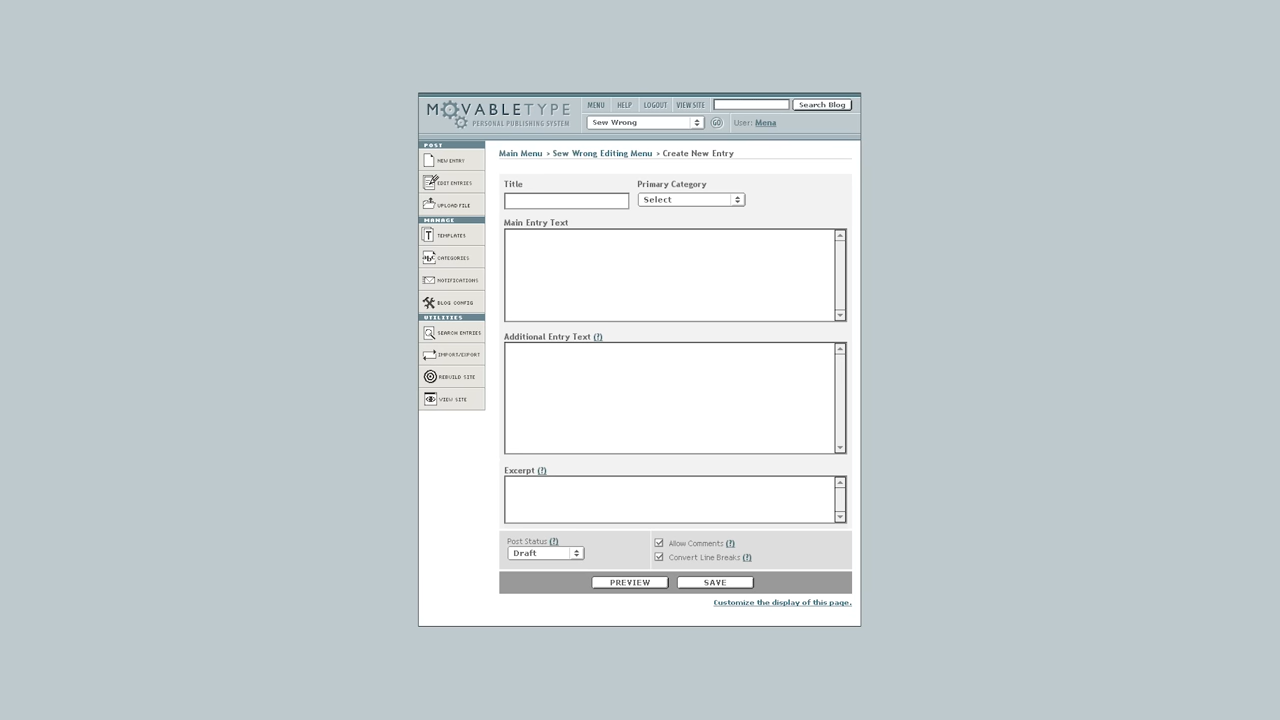 MOVABLETYPE
PERSONAL PUBLISHING SYSTEM
MENU HELP LOGOUT VIEW SITE Search Blog
Sew Wrong GO User: Mena
POST
NEW ENTRY
EDIT ENTRIES
UPLOAD FILE
MANAGE
TEMPLATES
CATEGORIES
NOTIFICATIONS
BLOG CONFIG
UTILITIES
SEARCH ENTRIES
IMPORT/EXPORT
REBUILD SITE
VIEW SITE
Main Menu > Sew Wrong Editing Menu > Create New Entry
Title Primary Category
Select
Main Entry Text
Additional Entry Text (?)
Excerpt (?)
Post Status (?)
Draft
Allow Comments (?)
Convert Line Breaks (?)
PREVIEW SAVE
Customize the display of this page.